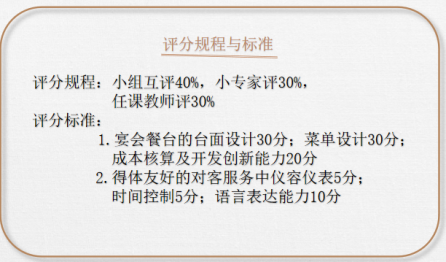 评分规程与标准
评分规程：小组互评40%，小专家评30%，
任课教师评30%
评分标准：
1.宴会餐台的台面设计30分；菜单设计30分；
成本核算及开发创新能力20分
2.得体友好的对客服务中仪容仪表5分；
时间控制5分；语言表达能力10分